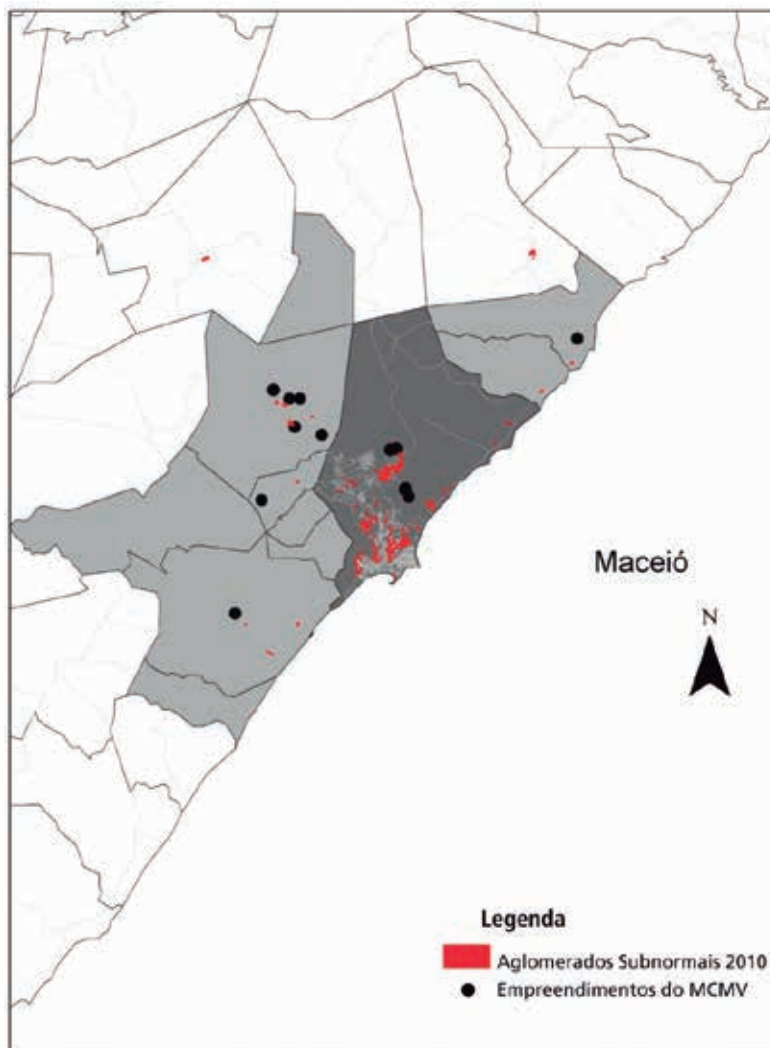 Maceió
N
Legenda
Aglomerados Subnormais 2010
Empreendimentos do MCMV